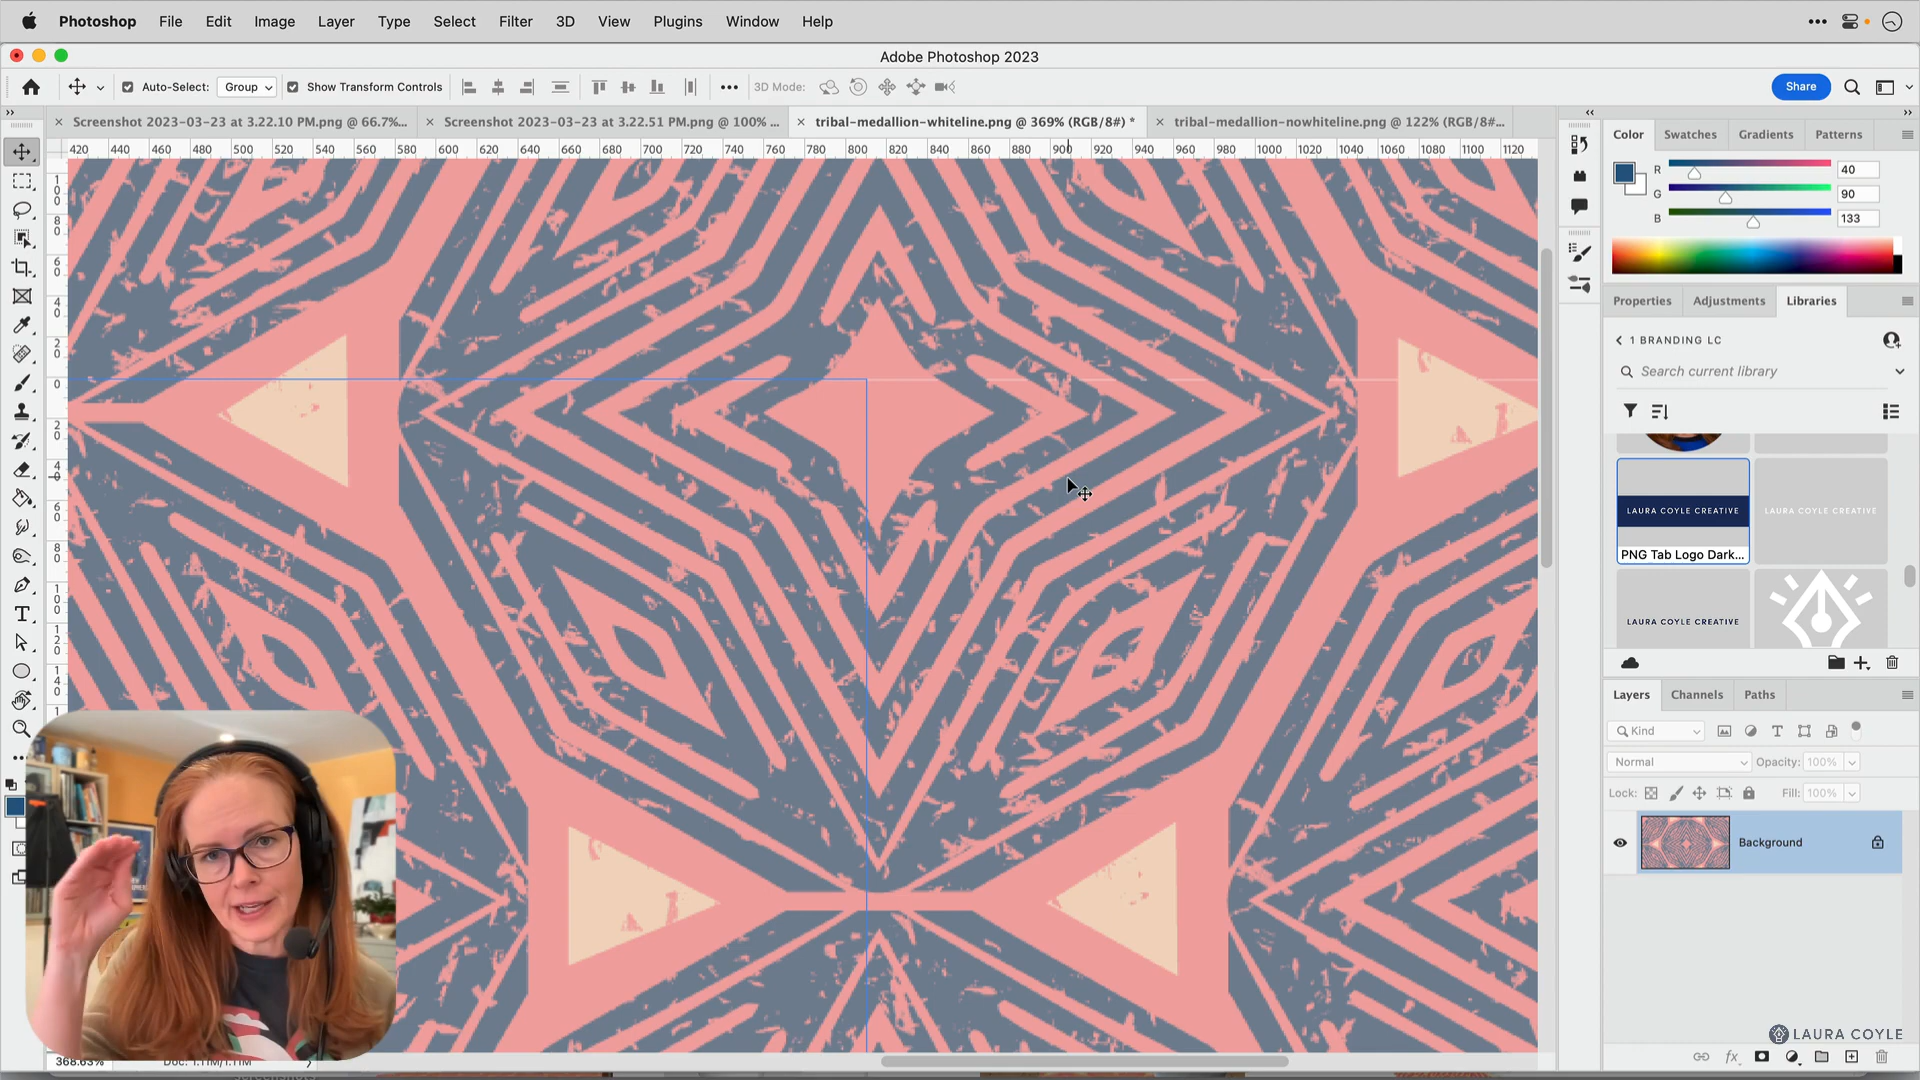 Photoshop File Edit Image Layer Type Select Filter 3D View Plugins Window Help
Adobe Photoshop 2023
Auto-Select: Group Show Transform Controls 3D Mode: Share
Screenshot 2023-03-23 at 3.22.10 PM.png @ 66.7%... Screenshot 2023-03-23 at 3.22.51 PM.png @ 100% ... tribal-medallion-whiteline.png @ 369% (RGB/8#) * tribal-medallion-nowhiteline.png @ 122% (RGB/8#...
420 440 460 480 500 520 540 560 580 600 620 640 660 680 700 720 740 760 780 800 820 840 860 880 900 920 940 960 980 1000 1020 1040 1060 1080 1100 1120
Color Swatches Gradients Patterns
R 40
G 90
B 133
Properties Adjustments Libraries
1 BRANDING LC
Search current library
LAURA COYLE CREATIVE LAURA COYLE CREATIVE
PNG Tab Logo Dark...
LAURA COYLE CREATIVE
Layers Channels Paths
Kind
Normal Opacity: 100%
Lock: Fill: 100%
Background
LAURA COYLE
368.63% Doc: 1.11M/1.11M